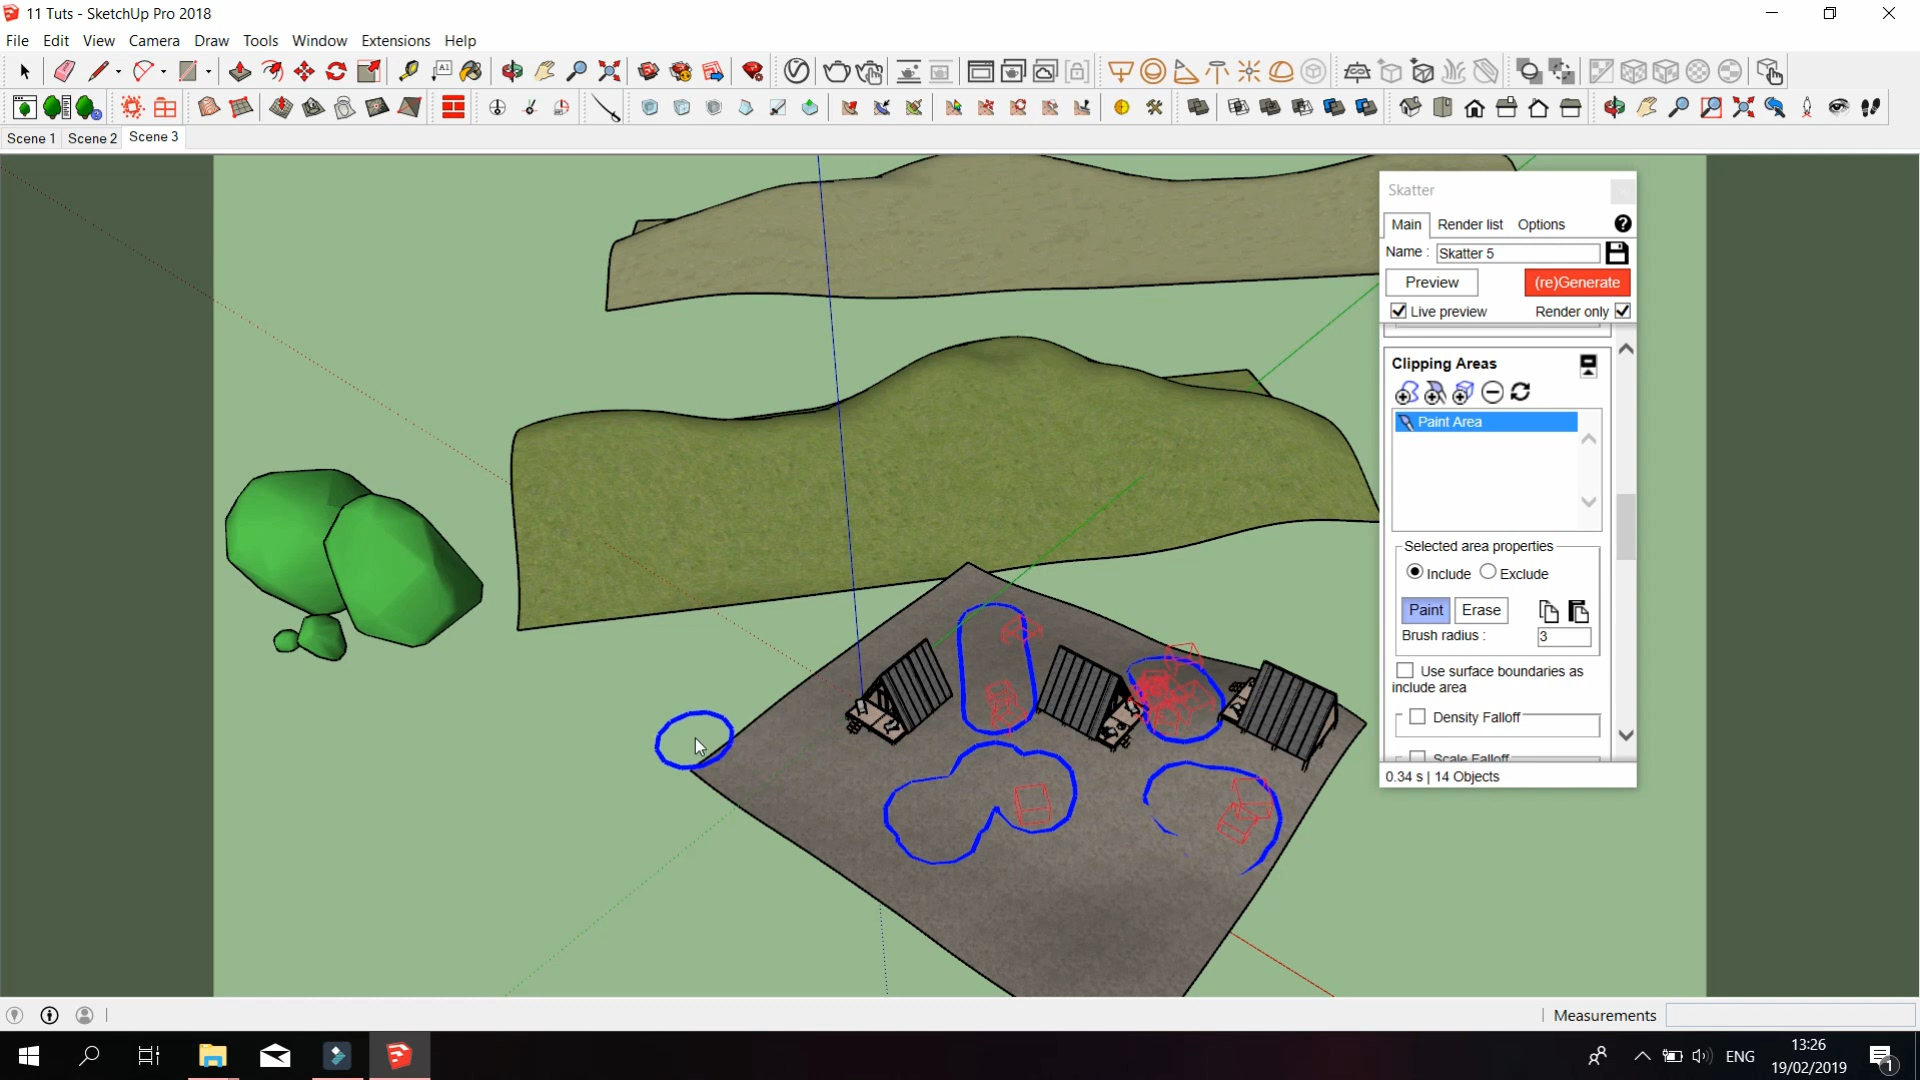 11 Tuts - SketchUp Pro 2018
File Edit View Camera Draw Tools Window Extensions Help
A1
Scene 1 Scene 2 Scene 3
Skatter
Main Render list Options ?
Name : Skatter 5
Preview (re)Generate
Live preview Render only
Clipping Areas
Paint Area
Selected area properties
Include Exclude
Paint Erase
Brush radius : 3
Use surface boundaries as
include area
Density Falloff
Scale Falloff
0.34 s | 14 Objects
Measurements
ENG
13:26
19/02/2019
1